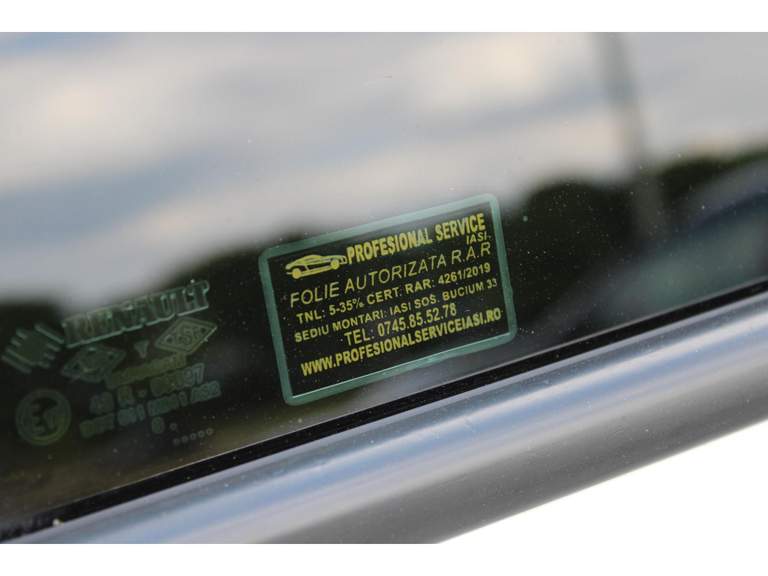 PROFESIONAL SERVICE
IASI
FOLIE AUTORIZATA R.A.R
TNL: 5-35% CERT. RAR: 4261/2019
SEDIU MONTARI: IASI SOS. BUCIUM 33
TEL: 0745.85.52.78
WWW.PROFESIONALSERVICEIASI.RO
RENAULT